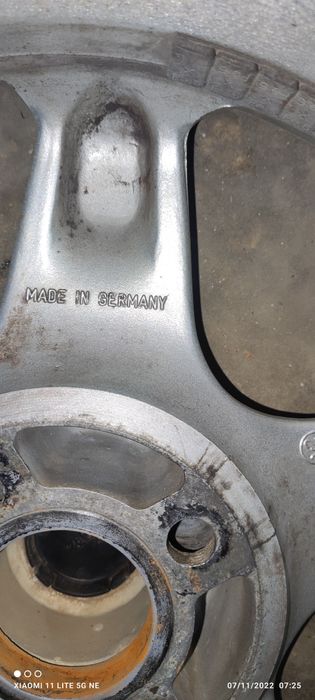 MADE IN GERMANY
XIAOMI 11 LITE 5G NE
07/11/2022 07:25